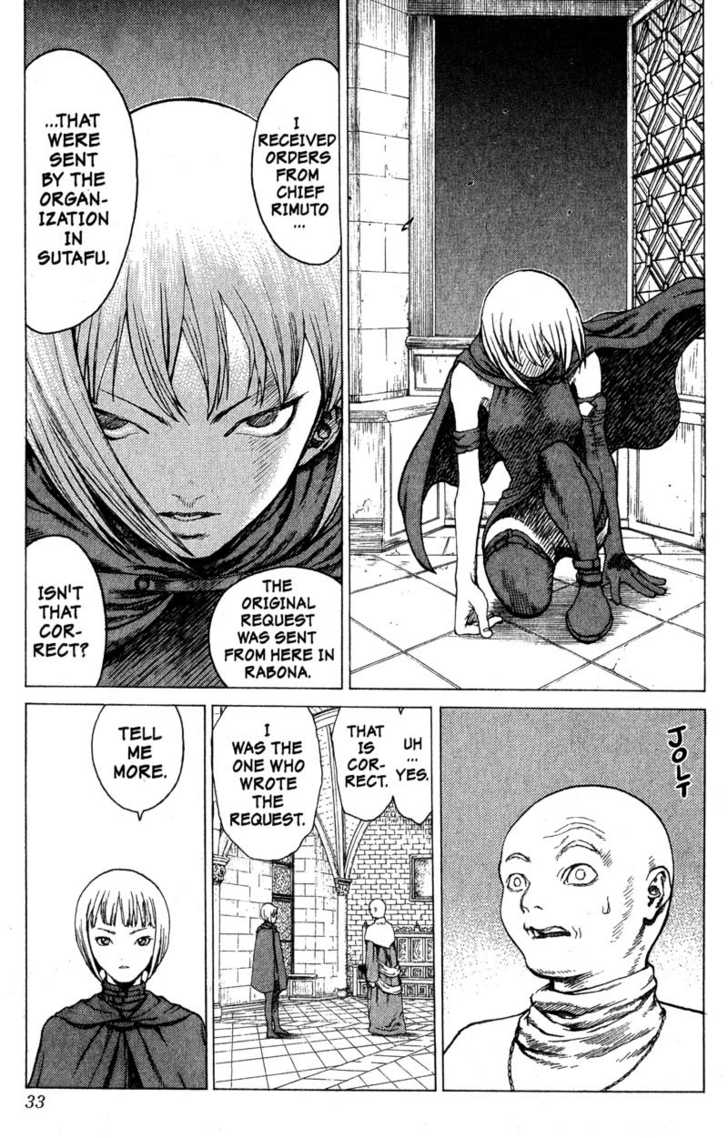 I
RECEIVED
ORDERS
FROM
CHIEF
RIMUTO
...
...THAT
WERE
SENT
BY THE
ORGAN-
IZATION
IN
SUTAFU.
THE
ORIGINAL
REQUEST
WAS SENT
FROM HERE IN
RABONA.
ISN'T
THAT
COR-
RECT?
JOLT
UH
...
YES.
THAT
IS
COR-
RECT.
I
WAS THE
ONE WHO
WROTE
THE
REQUEST.
TELL
ME
MORE.
33